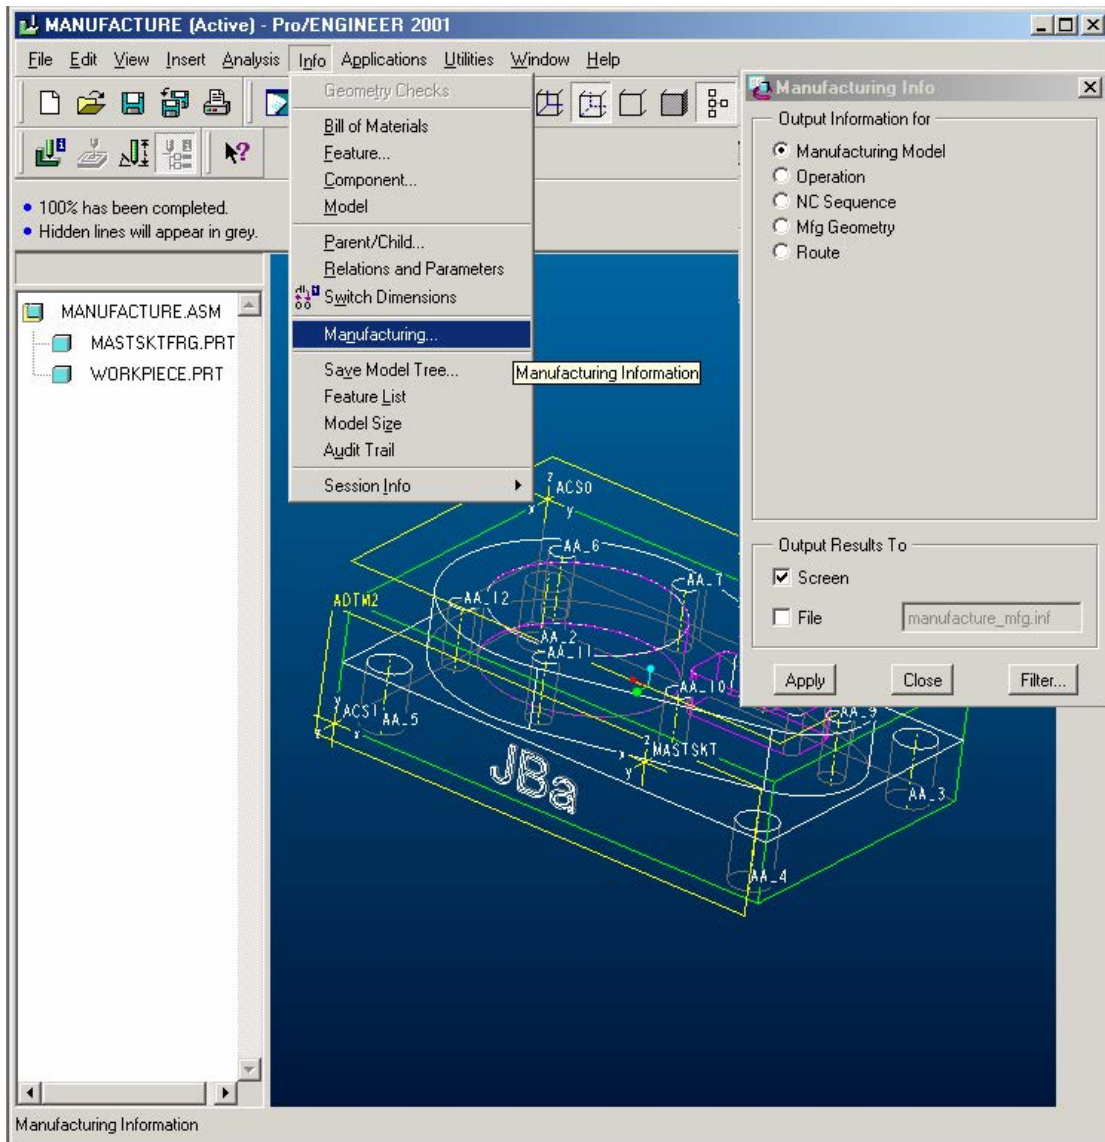 MANUFACTURE (Active) - Pro/ENGINEER 2001
File Edit View Insert Analysis Info Applications Utilities Window Help
Geometry Checks
Bill of Materials
Feature...
Component...
Model
Parent/Child...
Relations and Parameters
Switch Dimensions
Manufacturing...
Save Model Tree...
Feature List
Model Size
Audit Trail
Session Info
Manufacturing Information
100% has been completed.
Hidden lines will appear in grey.
MANUFACTURE.ASM
MASTSKTFRG.PRT
WORKPIECE.PRT
Manufacturing Info
Output Information for
Manufacturing Model
Operation
NC Sequence
Mfg Geometry
Route
Output Results To
Screen
File manufacture_mfg.inf
Apply Close Filter...
z ACS0
x y
AA_6
AA_7
ADTM2
AA_12
AA_2
AA_11
AA_10
y ACS1
AA_5
z x
AA_9
z MASTSKT
x y
JBa
AA_3
AA_4
Manufacturing Information